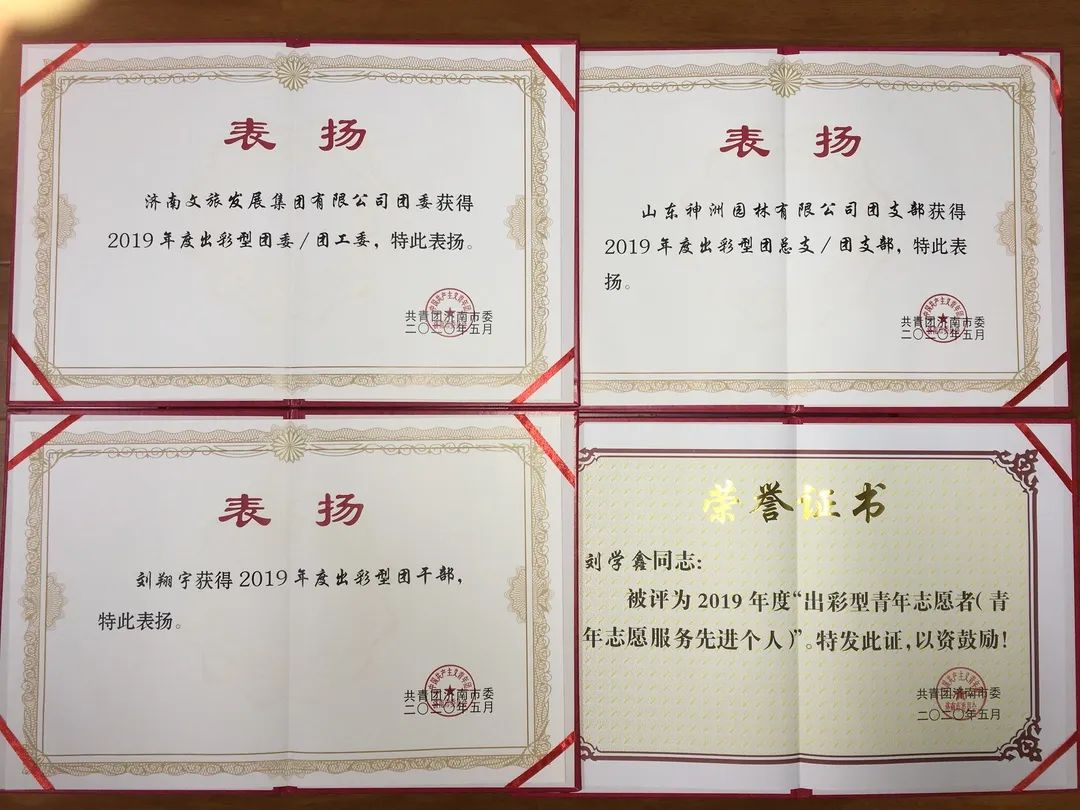 表 扬
济南文旅发展集团有限公司团委获得
2019年度出彩型团委/团工委，特此表扬。
共青团济南市委
二〇二〇年五月
表 扬
山东神洲园林有限公司团支部获得
2019年度出彩型团总支/团支部，特此表
扬。
共青团济南市委
二〇二〇年五月
表 扬
刘翔宇获得2019年度出彩型团干部，
特此表扬。
共青团济南市委
二〇二〇年五月
荣誉证书
刘学鑫同志：
被评为2019年度“出彩型青年志愿者（青
年志愿服务先进个人）”。特发此证，以资鼓励！
共青团济南市委
二〇二〇年五月